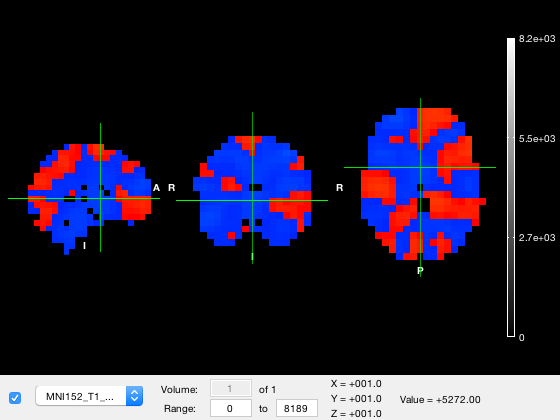 8.2e+03
5.5e+03
A R
R
2.7e+03
I
I
P
0
MNI152_T1_...
Volume:
1
of 1
Range:
0
to
8189
X = +001.0
Y = +001.0
Z = +001.0
Value = +5272.00